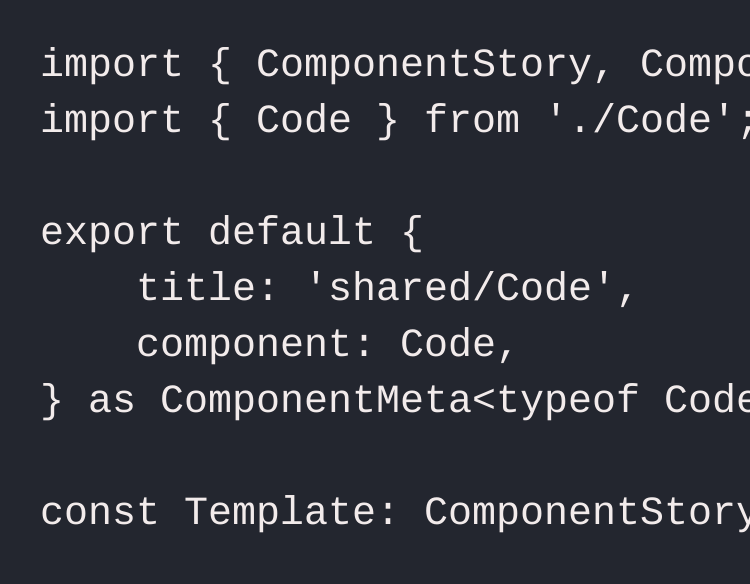 import { ComponentStory, Compo
import { Code } from './Code';
export default {
    title: 'shared/Code',
    component: Code,
} as ComponentMeta<typeof Code
const Template: ComponentStory